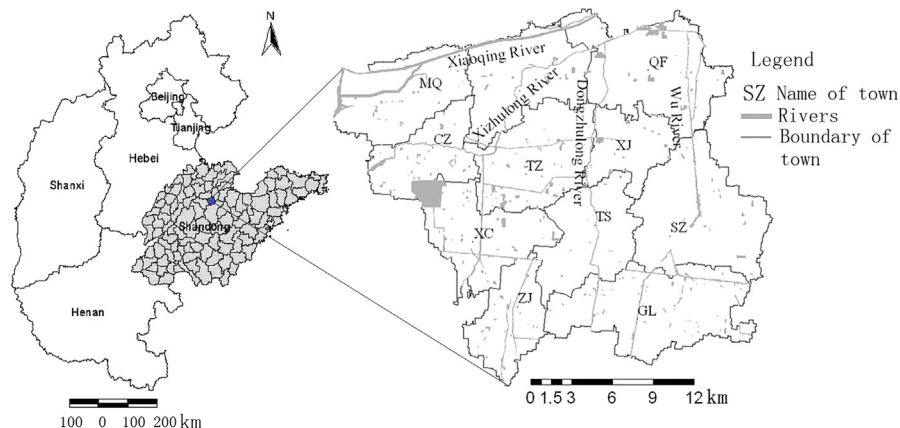 N
Beijing
Tianjing
Hebei
Shanxi
Shandong
Henan
100 0 100 200 km
Xiaoqing River
MQ
Xizhulong River
Dongzhulong River
QF
Wu River
CZ
TZ
XJ
XC
TS
SZ
ZJ
GL
0 1.5 3 6 9 12 km
Legend
SZ Name of town
Rivers
Boundary of
town